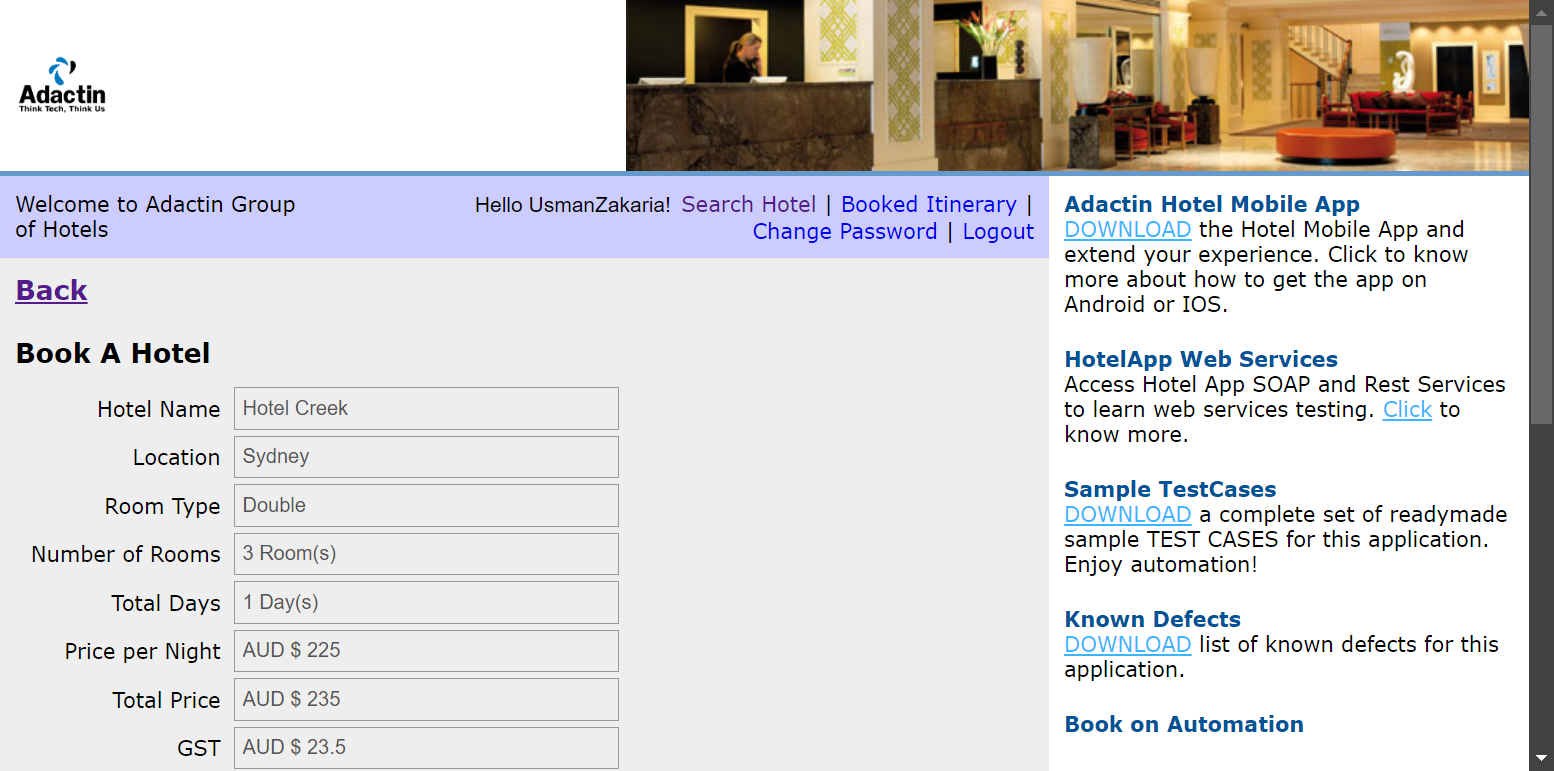 Adactin
Think Tech, Think Us
Welcome to Adactin Group
of Hotels
Hello UsmanZakaria! Search Hotel | Booked Itinerary |
Change Password | Logout
Back
Book A Hotel
Hotel Name Hotel Creek
Location Sydney
Room Type Double
Number of Rooms 3 Room(s)
Total Days 1 Day(s)
Price per Night AUD $ 225
Total Price AUD $ 235
GST AUD $ 23.5
Adactin Hotel Mobile App
DOWNLOAD the Hotel Mobile App and
extend your experience. Click to know
more about how to get the app on
Android or IOS.
HotelApp Web Services
Access Hotel App SOAP and Rest Services
to learn web services testing. Click to
know more.
Sample TestCases
DOWNLOAD a complete set of readymade
sample TEST CASES for this application.
Enjoy automation!
Known Defects
DOWNLOAD list of known defects for this
application.
Book on Automation